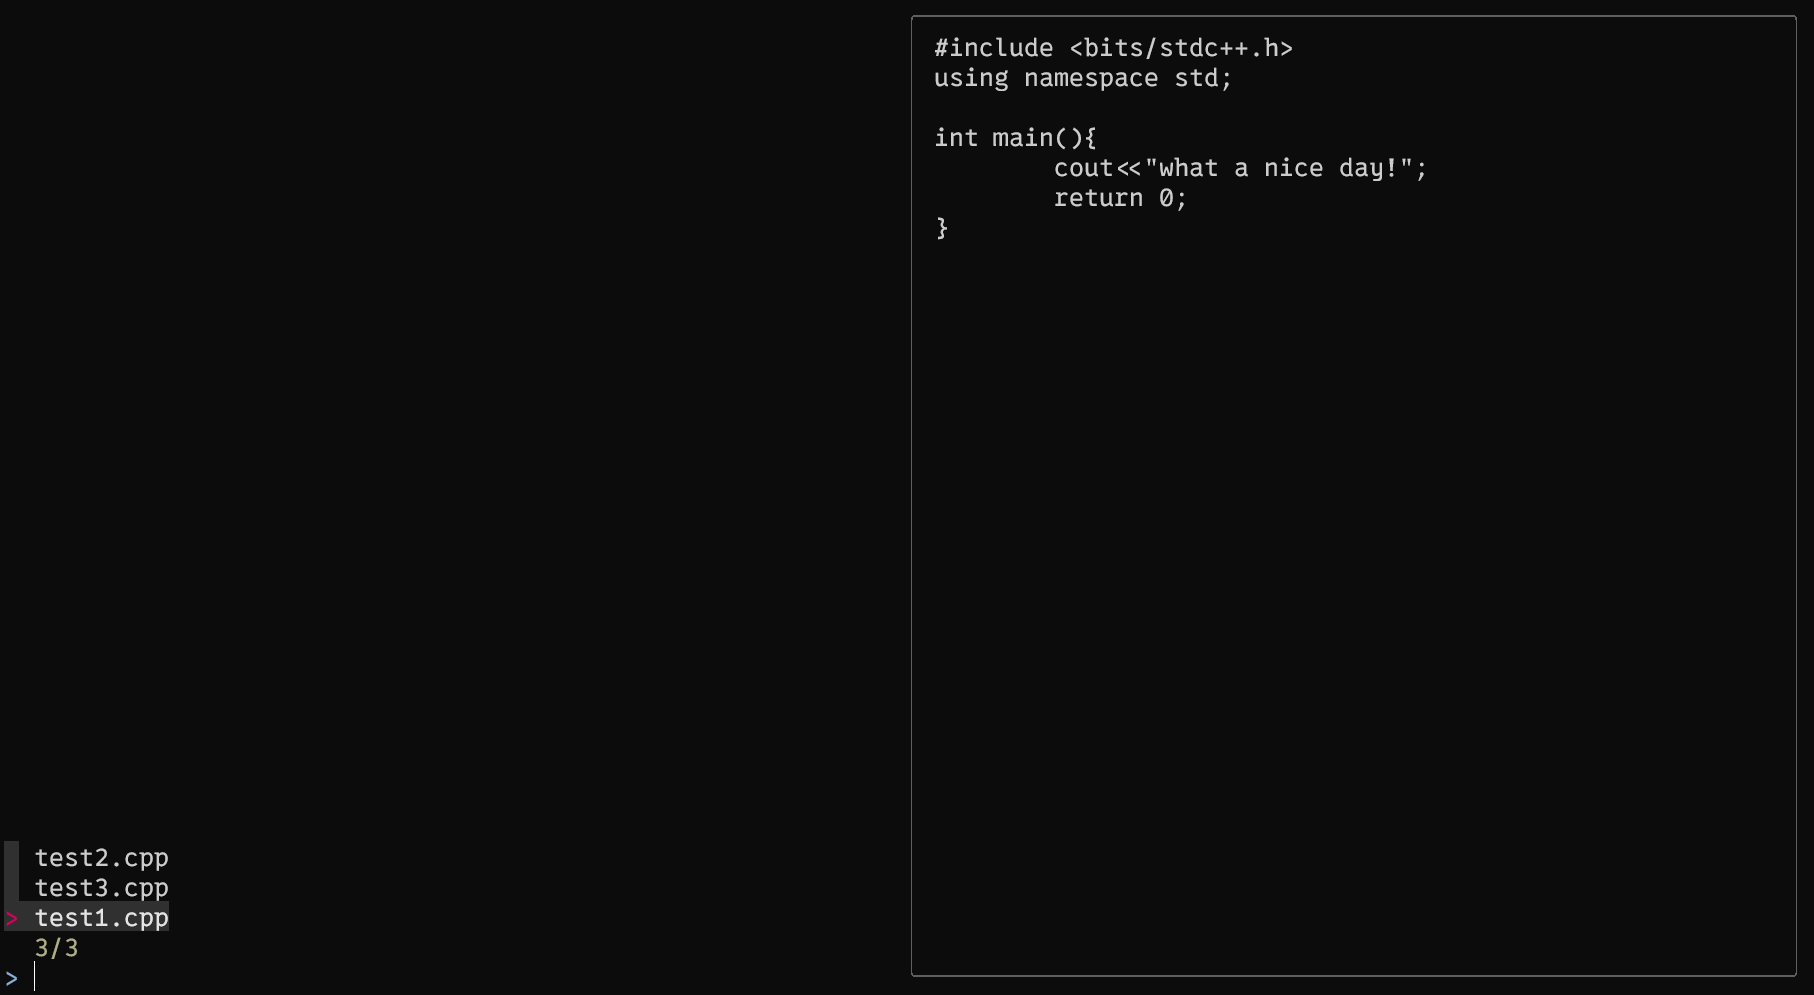 #include <bits/stdc++.h>
using namespace std;

int main(){
        cout<<"what a nice day!";
        return 0;
}
test2.cpp
test3.cpp
> test1.cpp
3/3
>